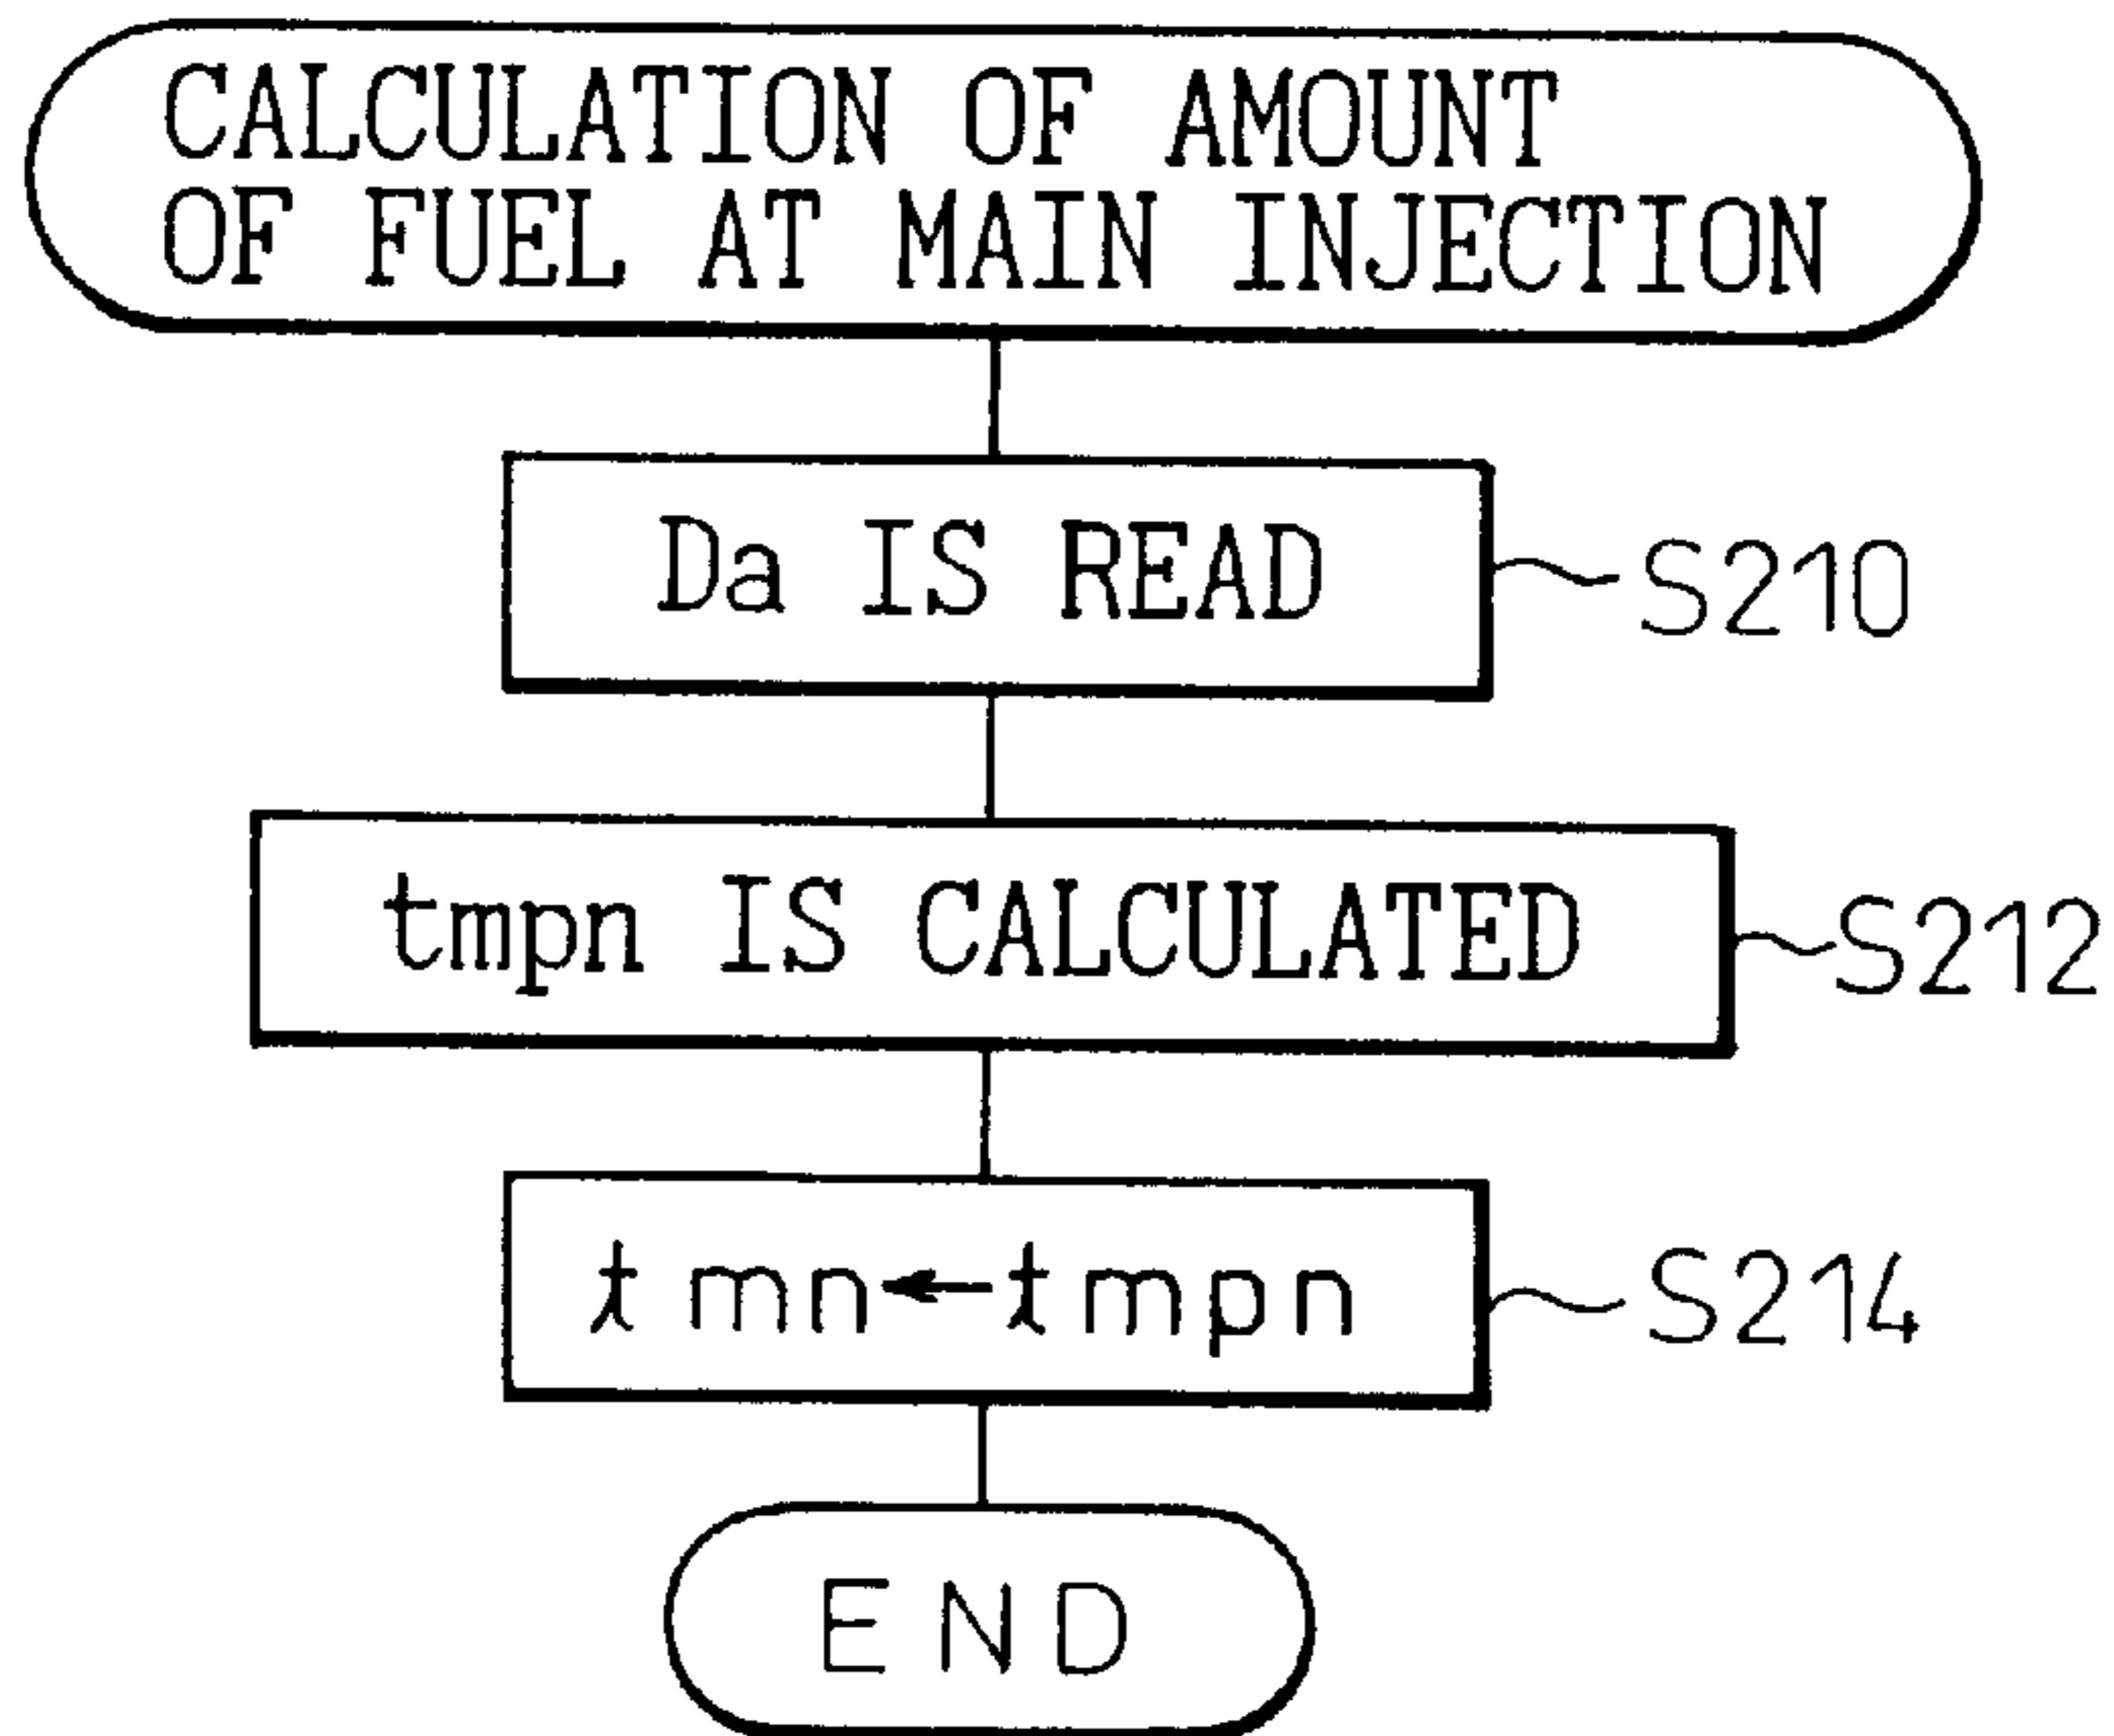 CALCULATION OF AMOUNT
OF FUEL AT MAIN INJECTION
Da IS READ
S210
tmpn IS CALCULATED
S212
tmn←tmpn
S214
END